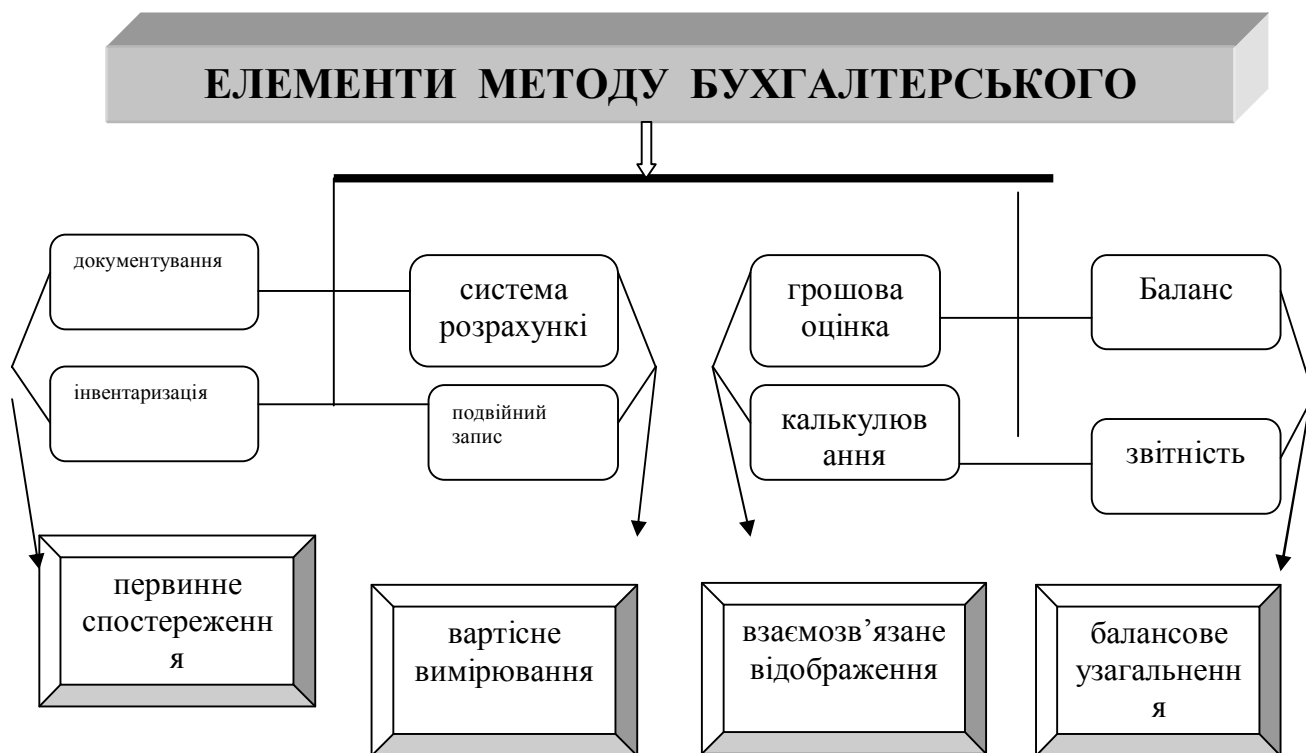 ЕЛЕМЕНТИ МЕТОДУ БУХГАЛТЕРСЬКОГО
документування
система
розрахункі
грошова
оцінка
Баланс
інвентаризація
подвійний
запис
калькулюв
ання
звітність
первинне
спостереженн
я
вартісне
вимірювання
взаємозв’язане
відображення
балансове
узагальненн
я